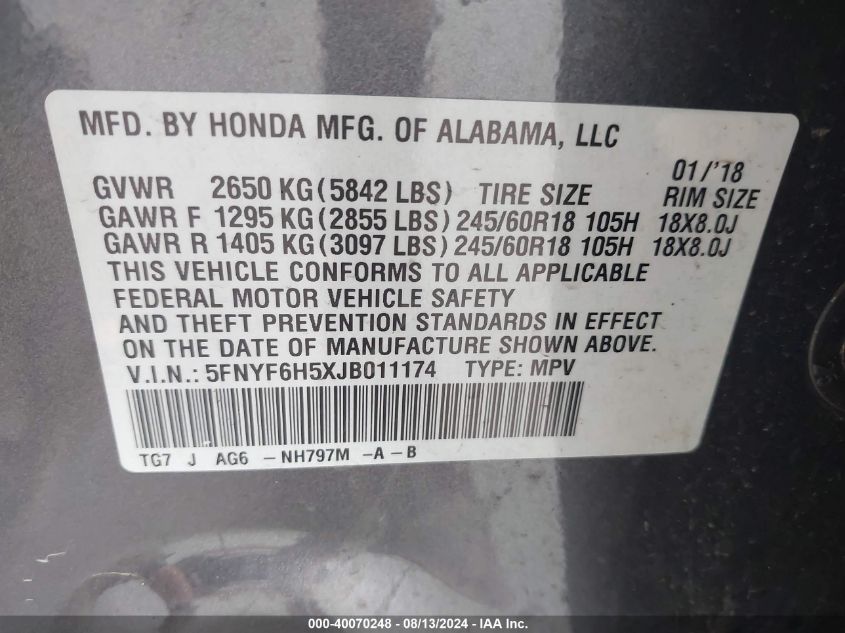 MFD. BY HONDA MFG. OF ALABAMA, LLC
01/'18
GVWR 2650 KG(5842 LBS) TIRE SIZE RIM SIZE
GAWR F 1295 KG(2855 LBS) 245/60R18 105H 18X8.0J
GAWR R 1405 KG(3097 LBS) 245/60R18 105H 18X8.0J
THIS VEHICLE CONFORMS TO ALL APPLICABLE
FEDERAL MOTOR VEHICLE SAFETY
AND THEFT PREVENTION STANDARDS IN EFFECT
ON THE DATE OF MANUFACTURE SHOWN ABOVE.
V.I.N.: 5FNYF6H5XJB011174 TYPE: MPV
TG7 J AG6 -NH797M -A-B
000-40070248 - 08/13/2024 - IAA Inc.